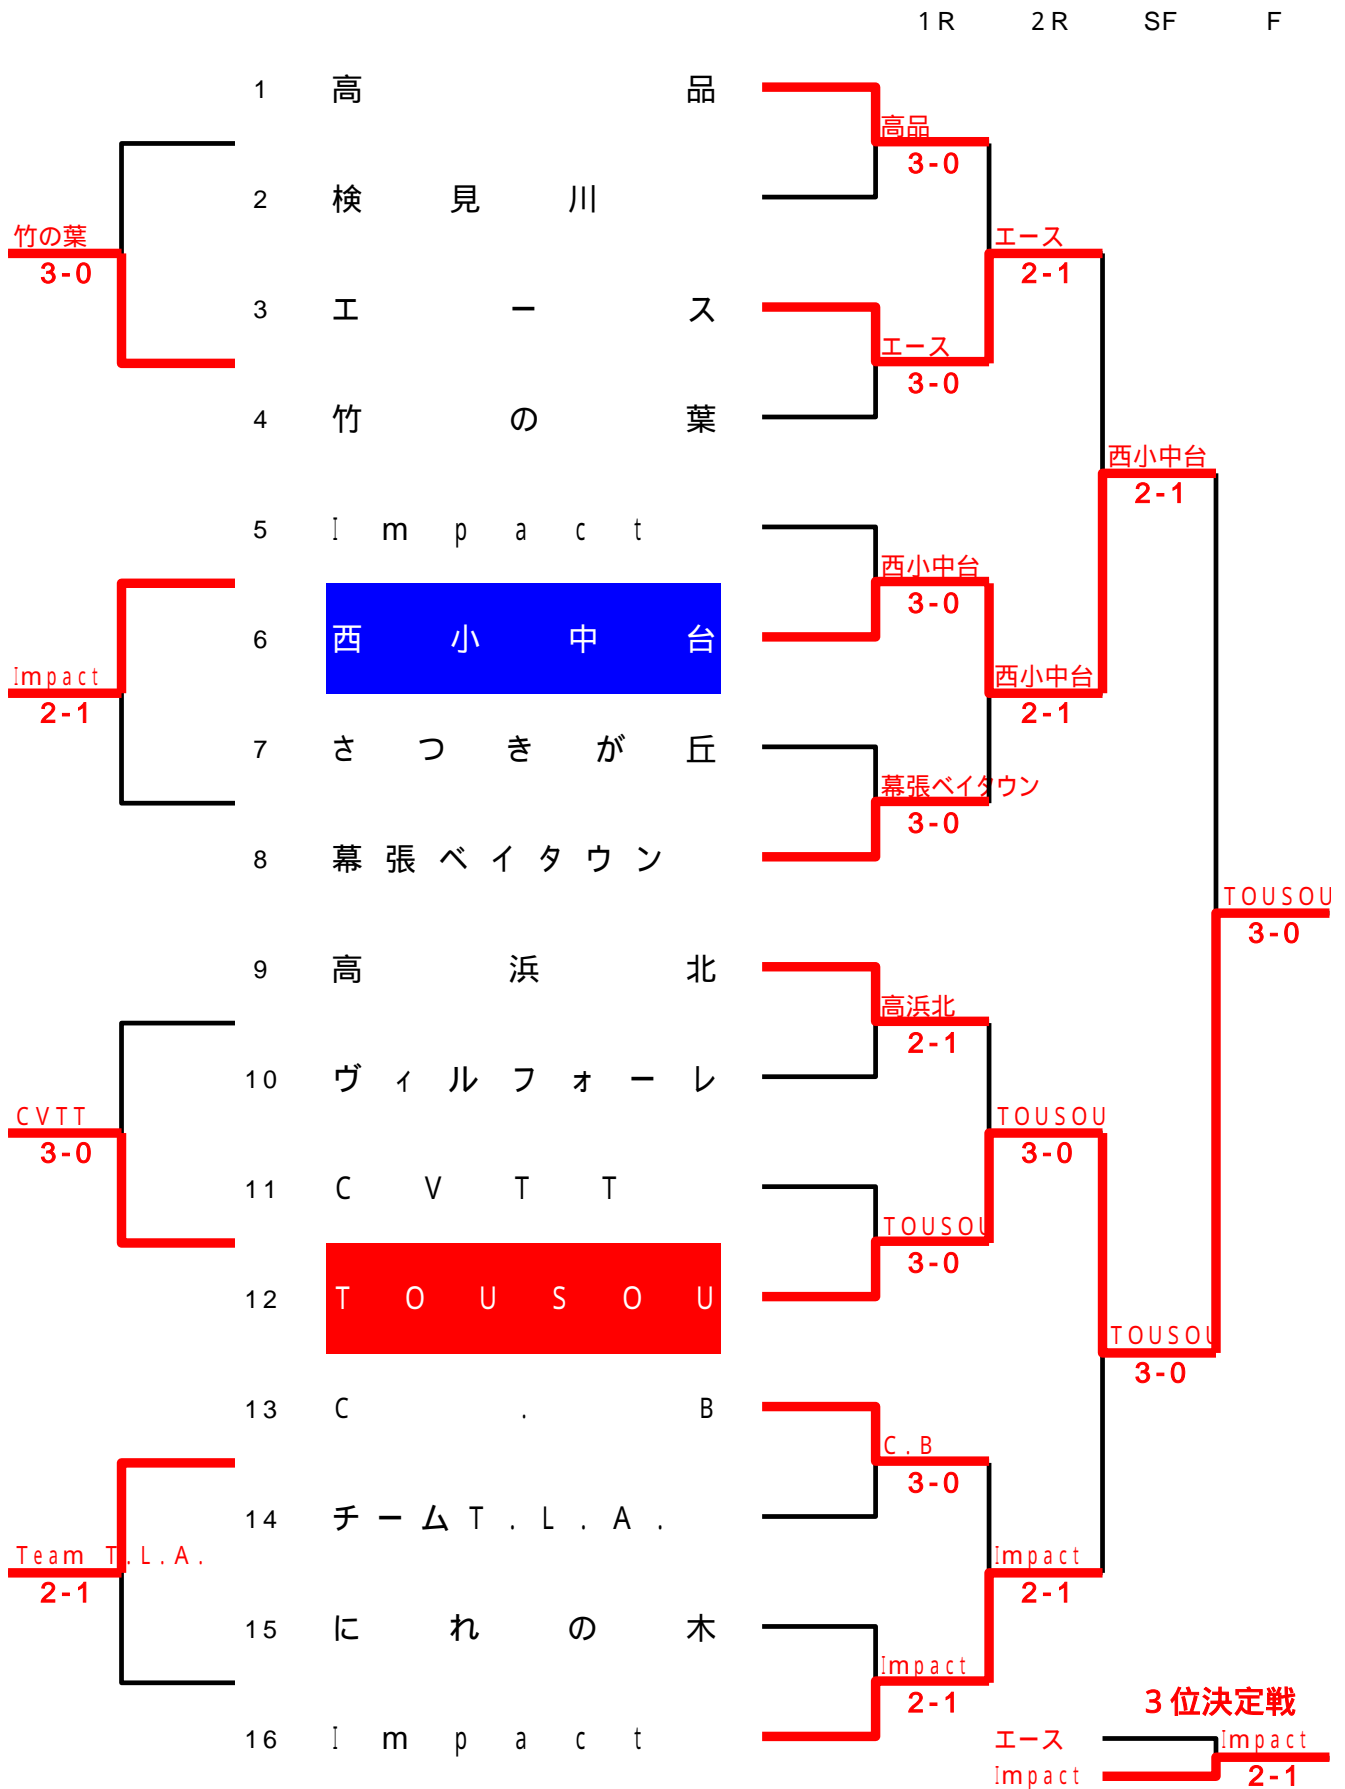 1R 2R SF F
1 高品
高品
3-0
2 検見川
竹の葉
3-0
エース
2-1
3 エース
エース
3-0
4 竹の葉
西小中台
2-1
5 Impact
西小中台
3-0
6 西小中台
Impact
2-1
西小中台
2-1
7 さつきが丘
幕張ベイタウン
3-0
8 幕張ベイタウン
TOUSOU
3-0
9 高浜北
高浜北
2-1
10 ヴィルフォーレ
CVTT
3-0
TOUSOU
3-0
11 CVTT
TOUSOU
3-0
12 TOUSOU
TOUSOU
3-0
13 C.B
C.B
3-0
14 チームT.L.A.
Team T.L.A.
2-1
Impact
2-1
15 にれの木
Impact
2-1
3位決定戦
16 Impact
エース
Impact
Impact
2-1